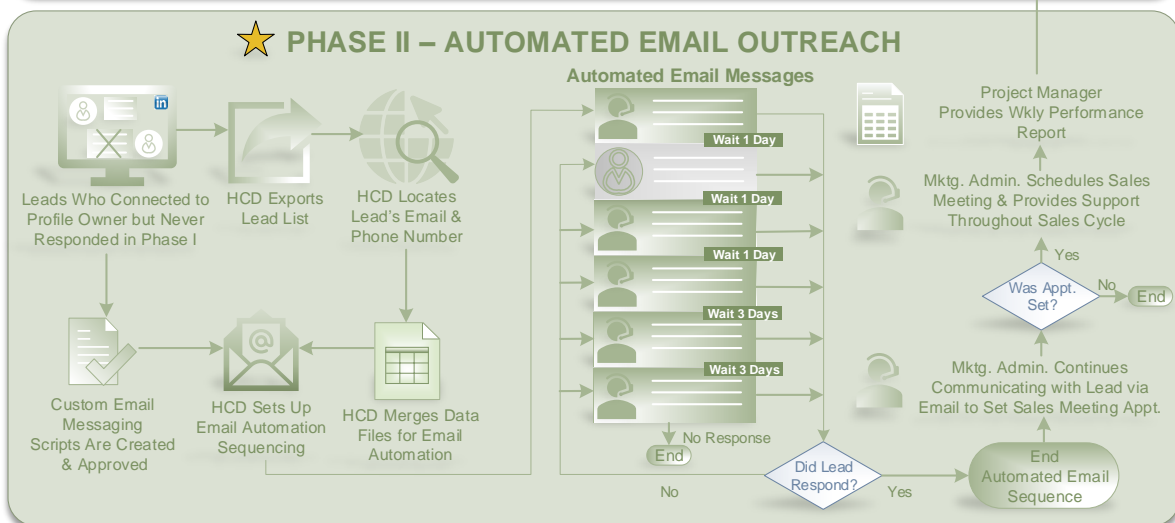 PHASE II – AUTOMATED EMAIL OUTREACH
in
Leads Who Connected to
Profile Owner but Never
Responded in Phase I
HCD Exports
Lead List
HCD Locates
Lead's Email &
Phone Number
Custom Email
Messaging
Scripts Are Created
& Approved
@
HCD Sets Up
Email Automation
Sequencing
HCD Merges Data
Files for Email
Automation
Automated Email Messages
Wait 1 Day
Wait 1 Day
Wait 1 Day
Wait 3 Days
Wait 3 Days
No Response
End
Did Lead
Respond?
No
Yes
End
Automated Email
Sequence
Mktg. Admin. Continues
Communicating with Lead via
Email to Set Sales Meeting Appt.
Was Appt.
Set?
No
End
Yes
Mktg. Admin. Schedules Sales
Meeting & Provides Support
Throughout Sales Cycle
Project Manager
Provides Wkly Performance
Report